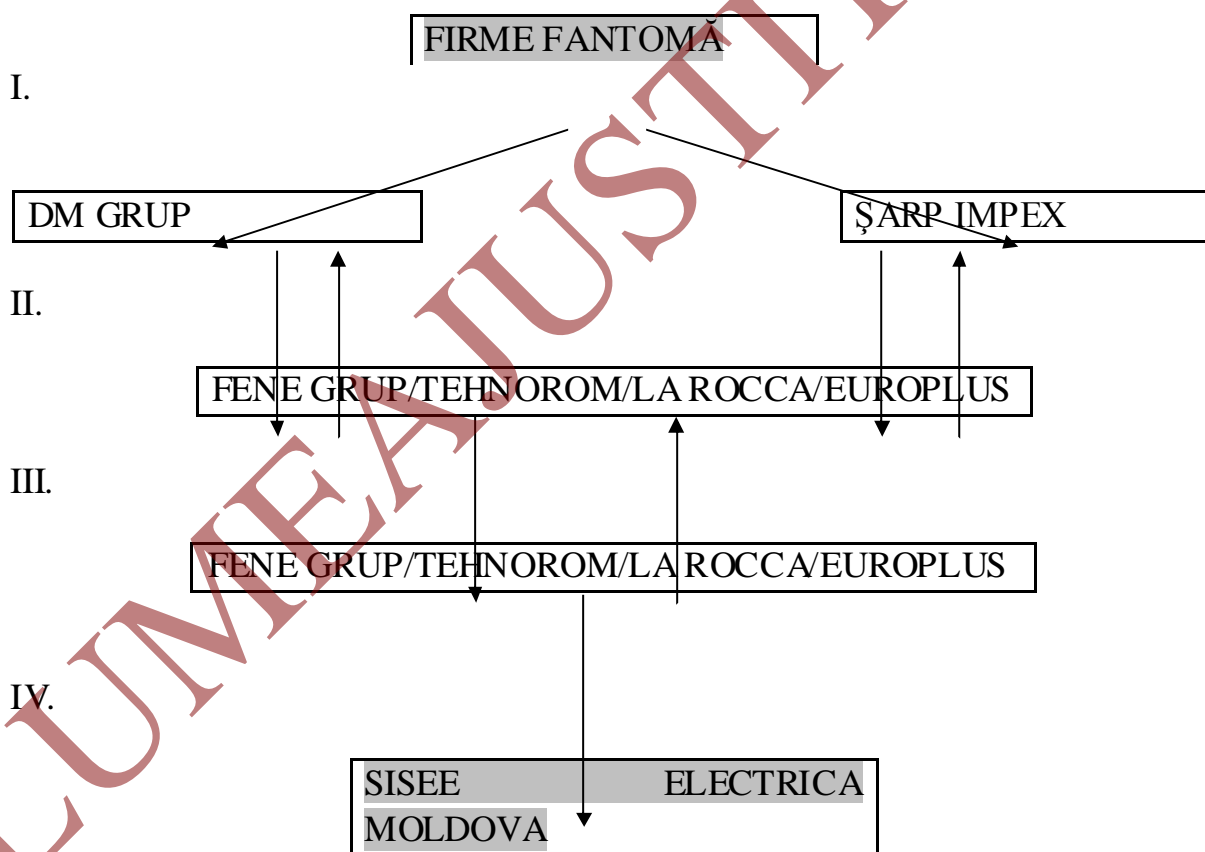 FIRME FANTOMĂ
I.
DM GRUP
ŞARP IMPEX
II.
FENE GRUP/TEHNOROM/LA ROCCA/EUROPLUS
III.
FENE GRUP/TEHNOROM/LA ROCCA/EUROPLUS
IV.
SISEE ELECTRICA
MOLDOVA
LUMEAJUSTI